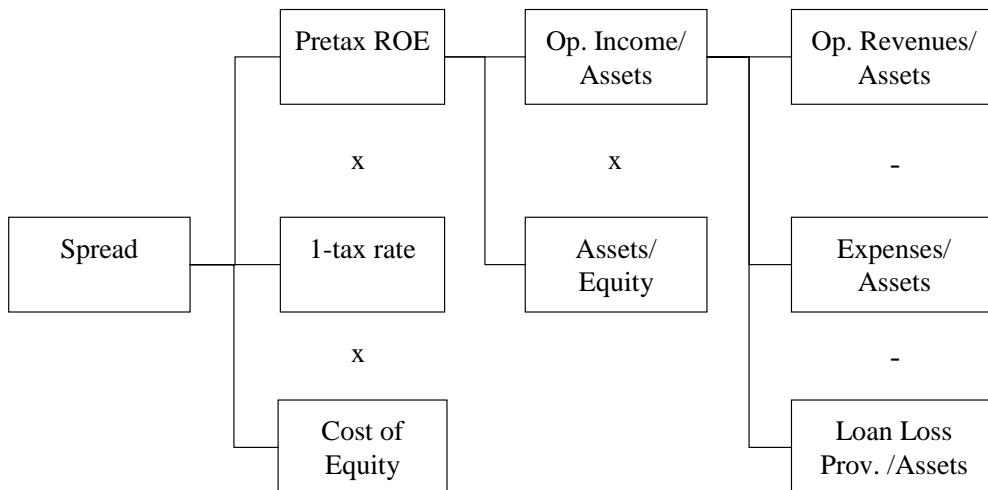 Pretax ROE
Op. Income/
Assets
Op. Revenues/
Assets
x
x
-
Spread
1-tax rate
Assets/
Equity
Expenses/
Assets
x
-
Cost of
Equity
Loan Loss
Prov. /Assets